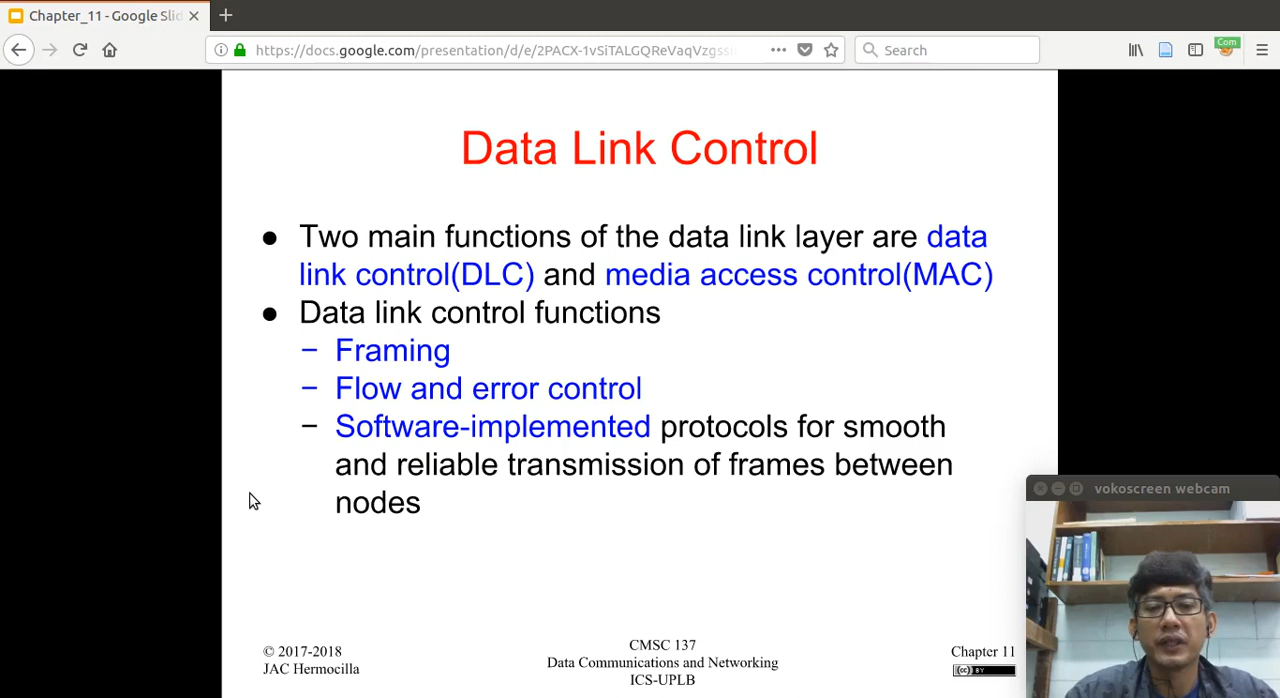 Chapter_11 - Google Slid
https://docs.google.com/presentation/d/e/2PACX-1vSiTALGQReVaqVzgss
Search
Com
Data Link Control
● Two main functions of the data link layer are data
link control(DLC) and media access control(MAC)
● Data link control functions
− Framing
− Flow and error control
− Software-implemented protocols for smooth
and reliable transmission of frames between
nodes
vokoscreen webcam
© 2017-2018
JAC Hermocilla
CMSC 137
Data Communications and Networking
ICS-UPLB
Chapter 11
(cc) BY